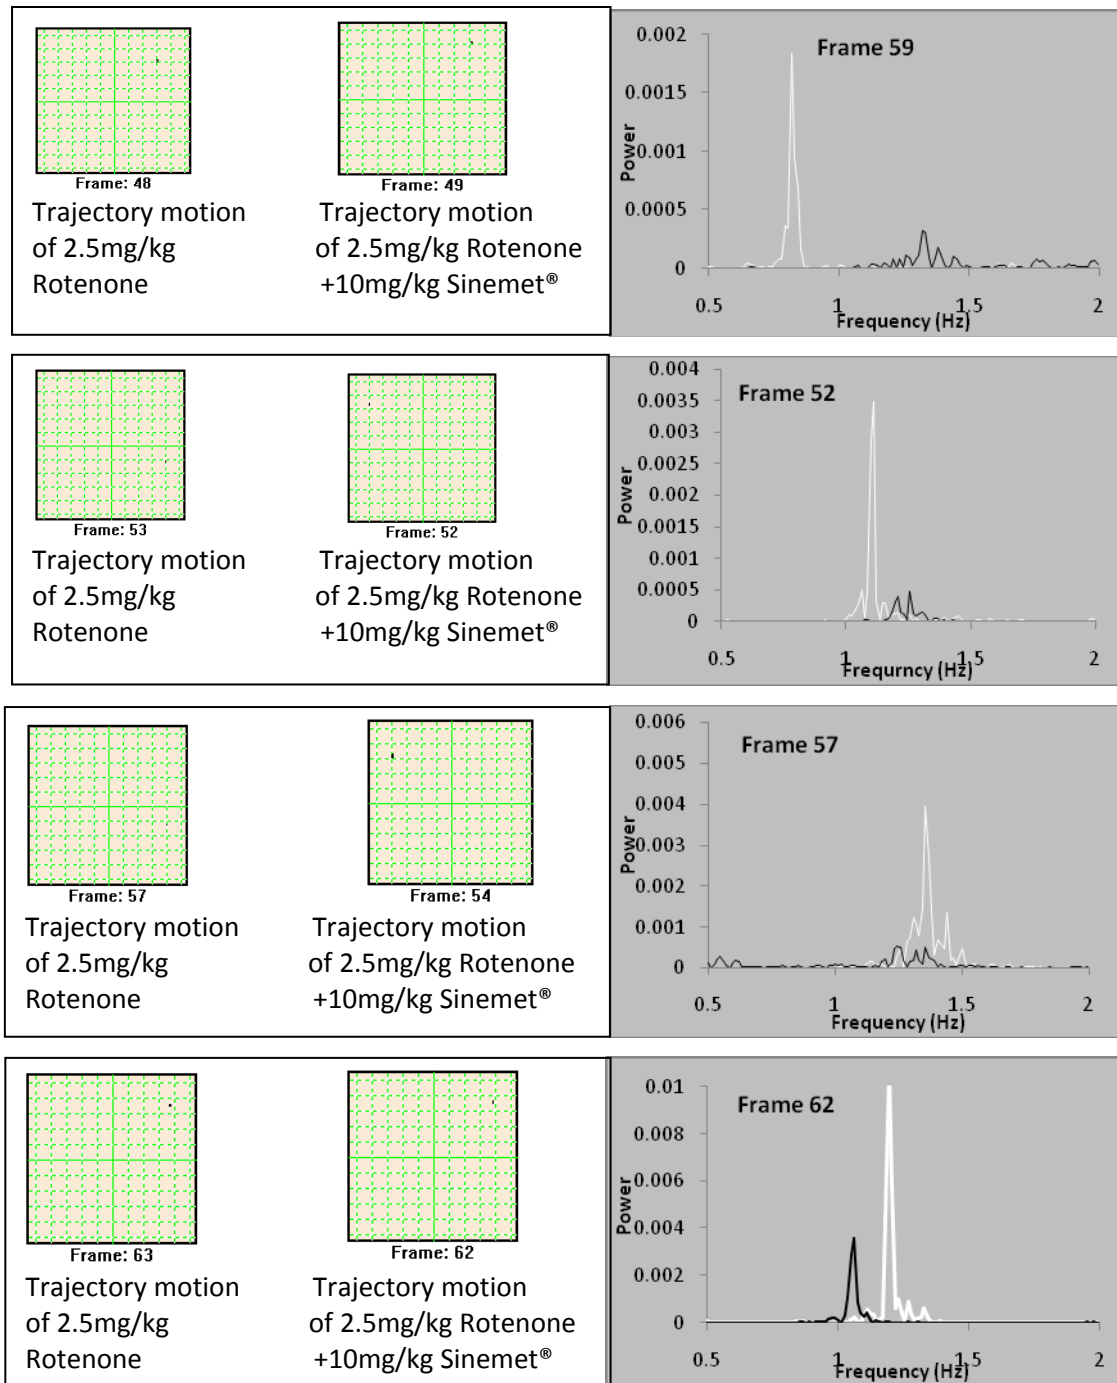 Frame: 48
Trajectory motion
of 2.5mg/kg
Rotenone
Frame: 49
Trajectory motion
of 2.5mg/kg Rotenone
+10mg/kg Sinemet®
Frame 59
Power
0.002
0.0015
0.001
0.0005
0
0.5
1
1.5
2
Frequency (Hz)
Frame: 53
Trajectory motion
of 2.5mg/kg
Rotenone
Frame: 52
Trajectory motion
of 2.5mg/kg Rotenone
+10mg/kg Sinemet®
Frame 52
Power
0.004
0.0035
0.003
0.0025
0.002
0.0015
0.001
0.0005
0
0.5
1
1.5
2
Frequrncy (Hz)
Frame: 57
Trajectory motion
of 2.5mg/kg
Rotenone
Frame: 54
Trajectory motion
of 2.5mg/kg Rotenone
+10mg/kg Sinemet®
Frame 57
Power
0.006
0.005
0.004
0.003
0.002
0.001
0
0.5
1
1.5
2
Frequency (Hz)
Frame: 63
Trajectory motion
of 2.5mg/kg
Rotenone
Frame: 62
Trajectory motion
of 2.5mg/kg Rotenone
+10mg/kg Sinemet®
Frame 62
Power
0.01
0.008
0.006
0.004
0.002
0
0.5
1
1.5
2
Frequency (Hz)